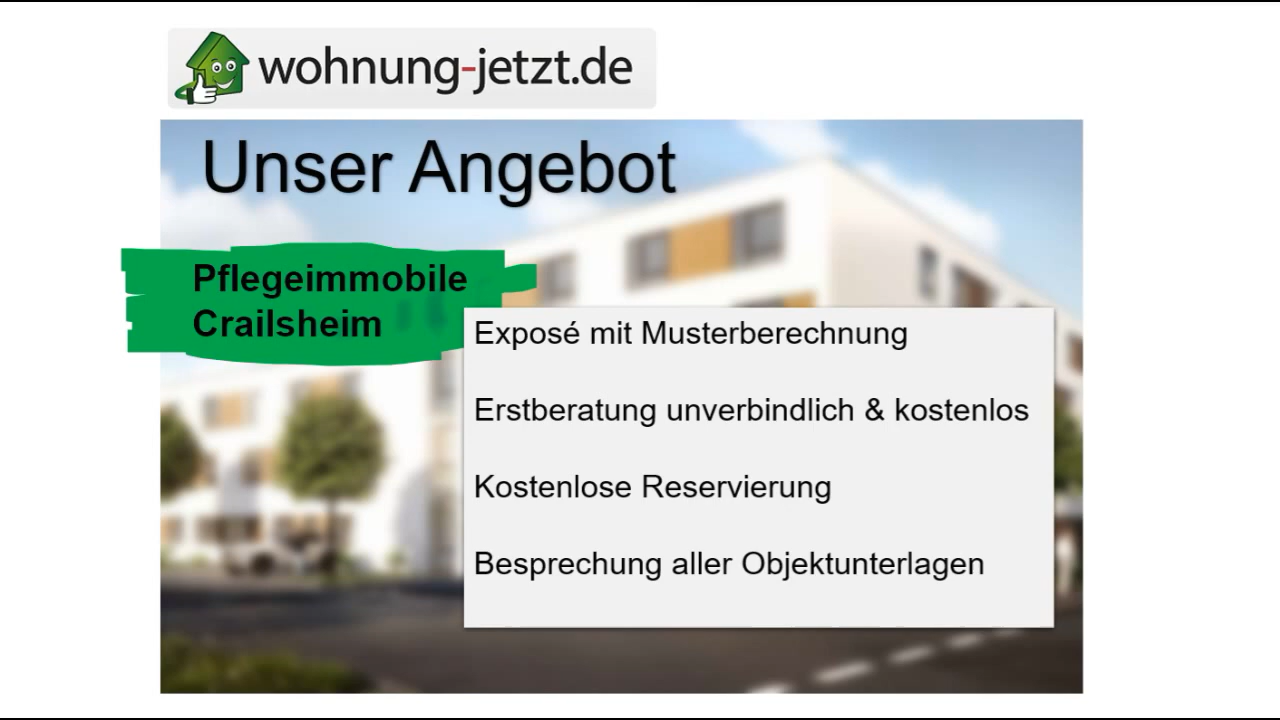 wohnung-jetzt.de
Unser Angebot
Pflegeimmobile
Crailsheim
Exposé mit Musterberechnung
Erstberatung unverbindlich & kostenlos
Kostenlose Reservierung
Besprechung aller Objektunterlagen